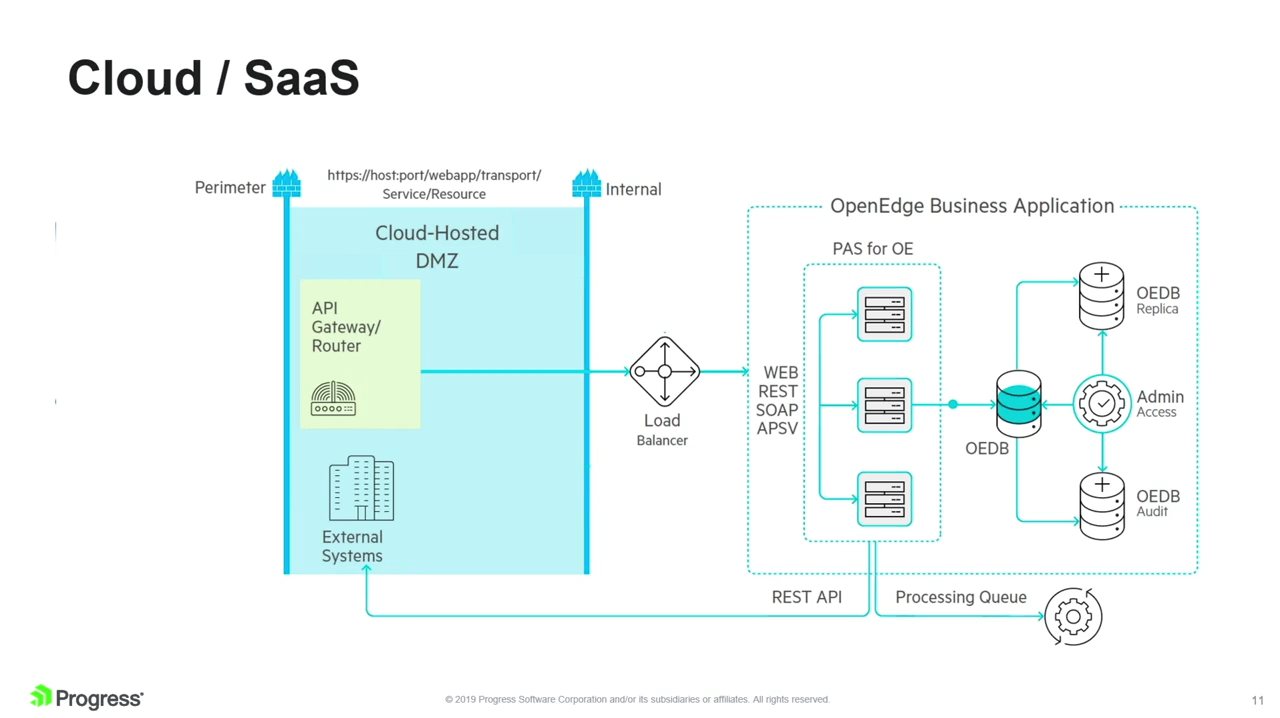 Cloud / SaaS
Perimeter
https://host:port/webapp/transport/
Service/Resource
Internal
Cloud-Hosted
DMZ
API
Gateway/
Router
External
Systems
Load
Balancer
OpenEdge Business Application
PAS for OE
WEB
REST
SOAP
APSV
OEDB
OEDB
Replica
Admin
Access
OEDB
Audit
REST API
Processing Queue
Progress®
© 2019 Progress Software Corporation and/or its subsidiaries or affiliates. All rights reserved.
11